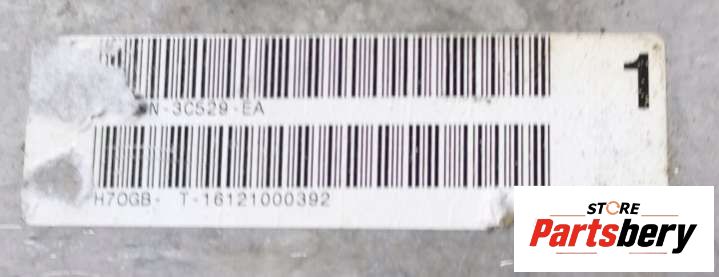 N-3C529-EA
H70GB- T-16121000392
1
STORE
Partsbery